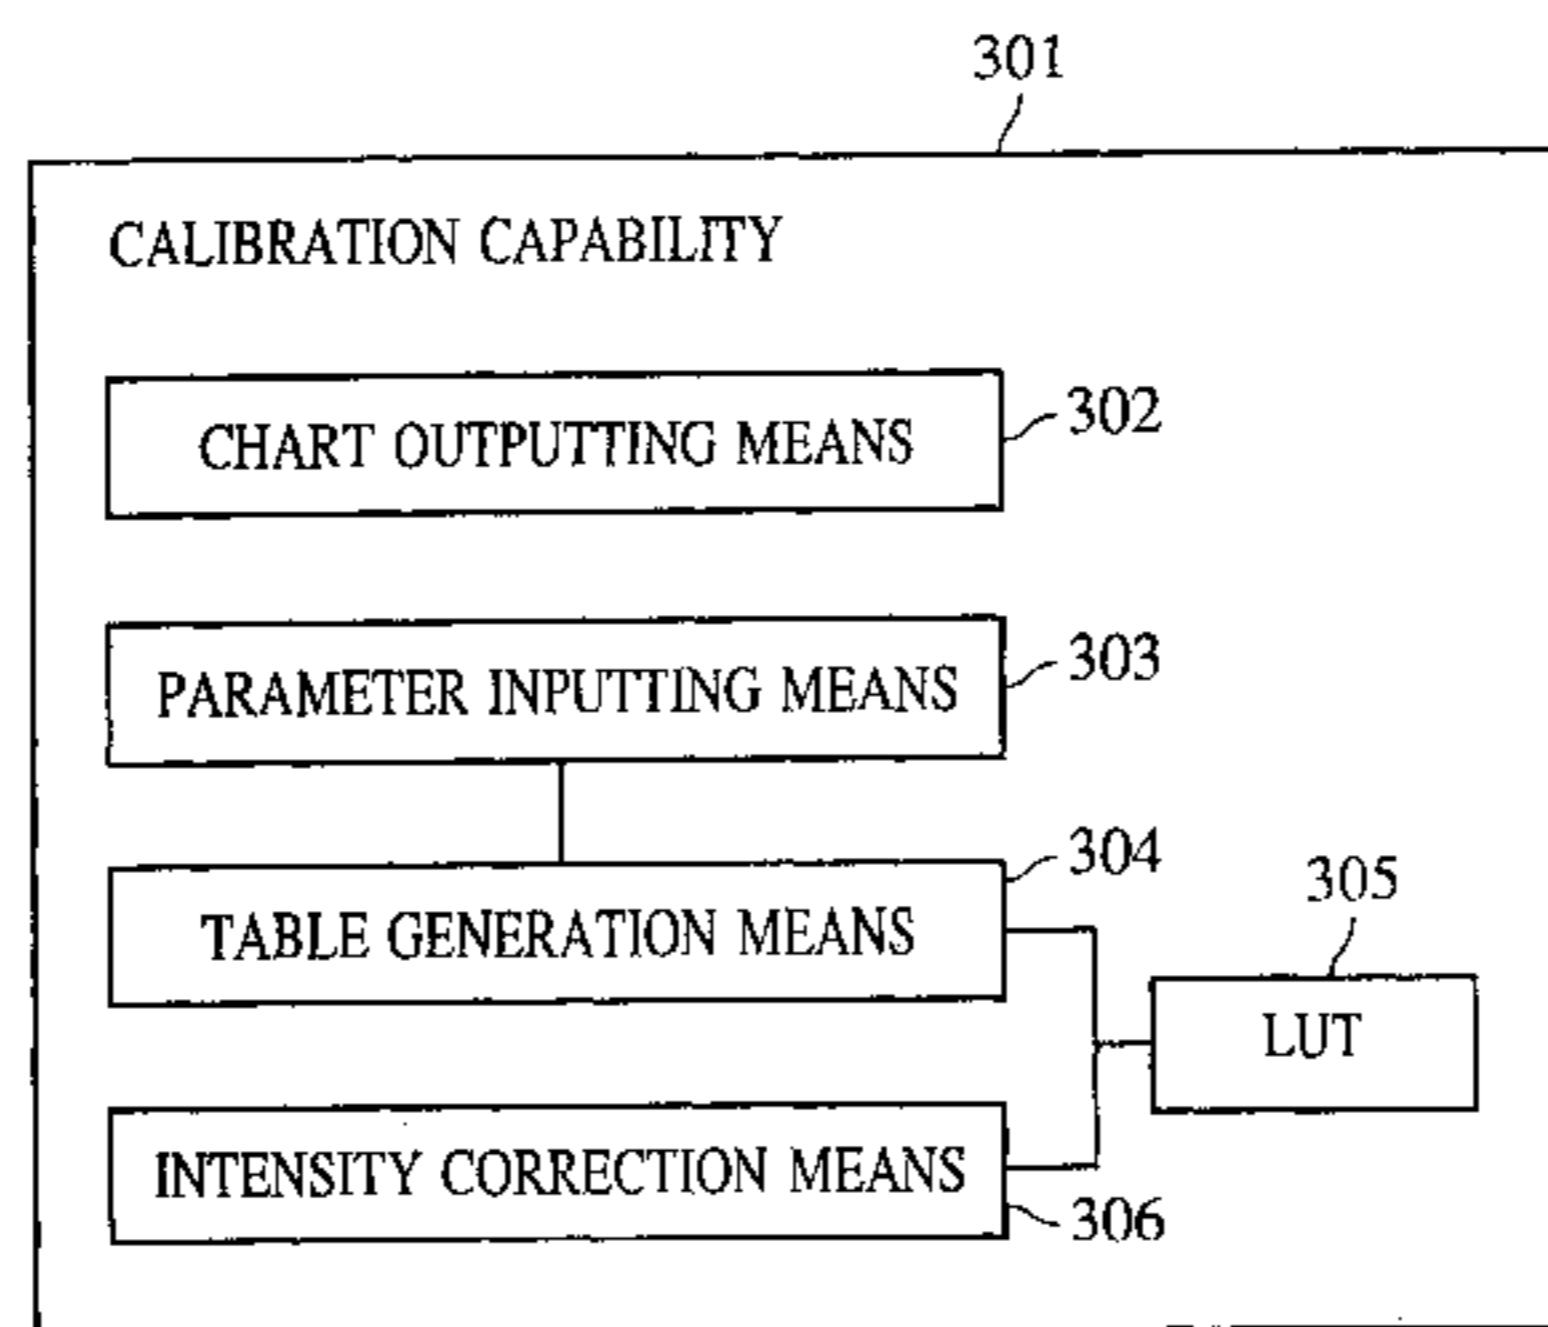 301
CALIBRATION CAPABILITY
CHART OUTPUTTING MEANS
302
PARAMETER INPUTTING MEANS
303
TABLE GENERATION MEANS
304
305
LUT
INTENSITY CORRECTION MEANS
306